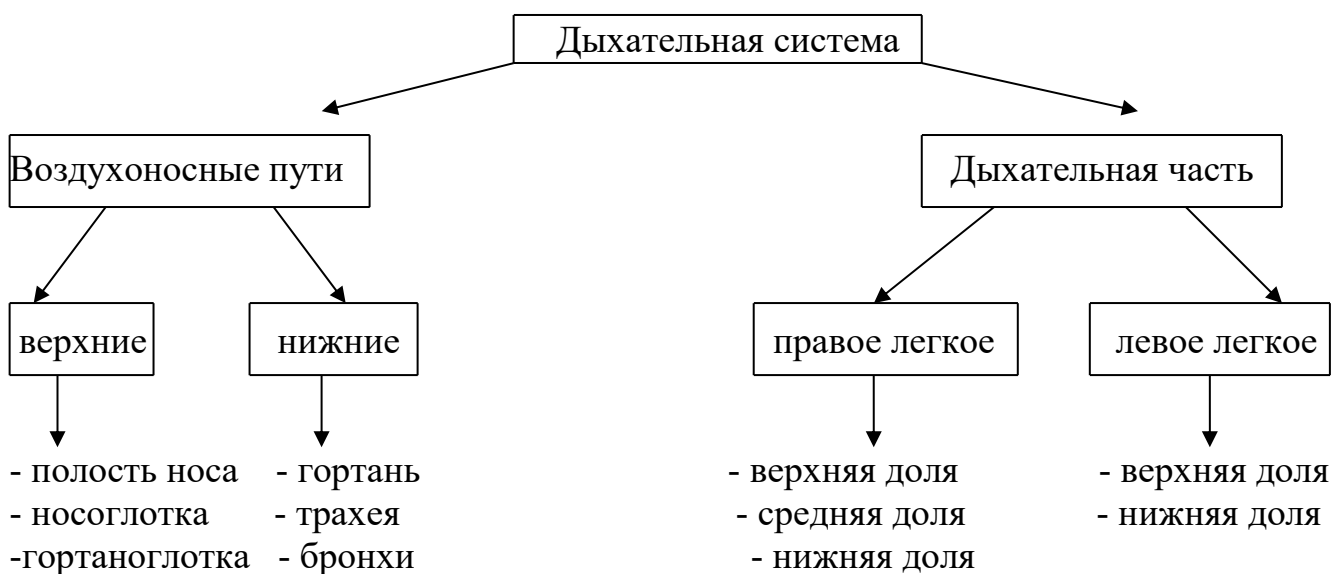 Дыхательная система
Воздухоносные пути
Дыхательная часть
верхние
нижние
правое легкое
левое легкое
- полость носа
- носоглотка
-гортаноглотка
- гортань
- трахея
- бронхи
- верхняя доля
- средняя доля
- нижняя доля
- верхняя доля
- нижняя доля